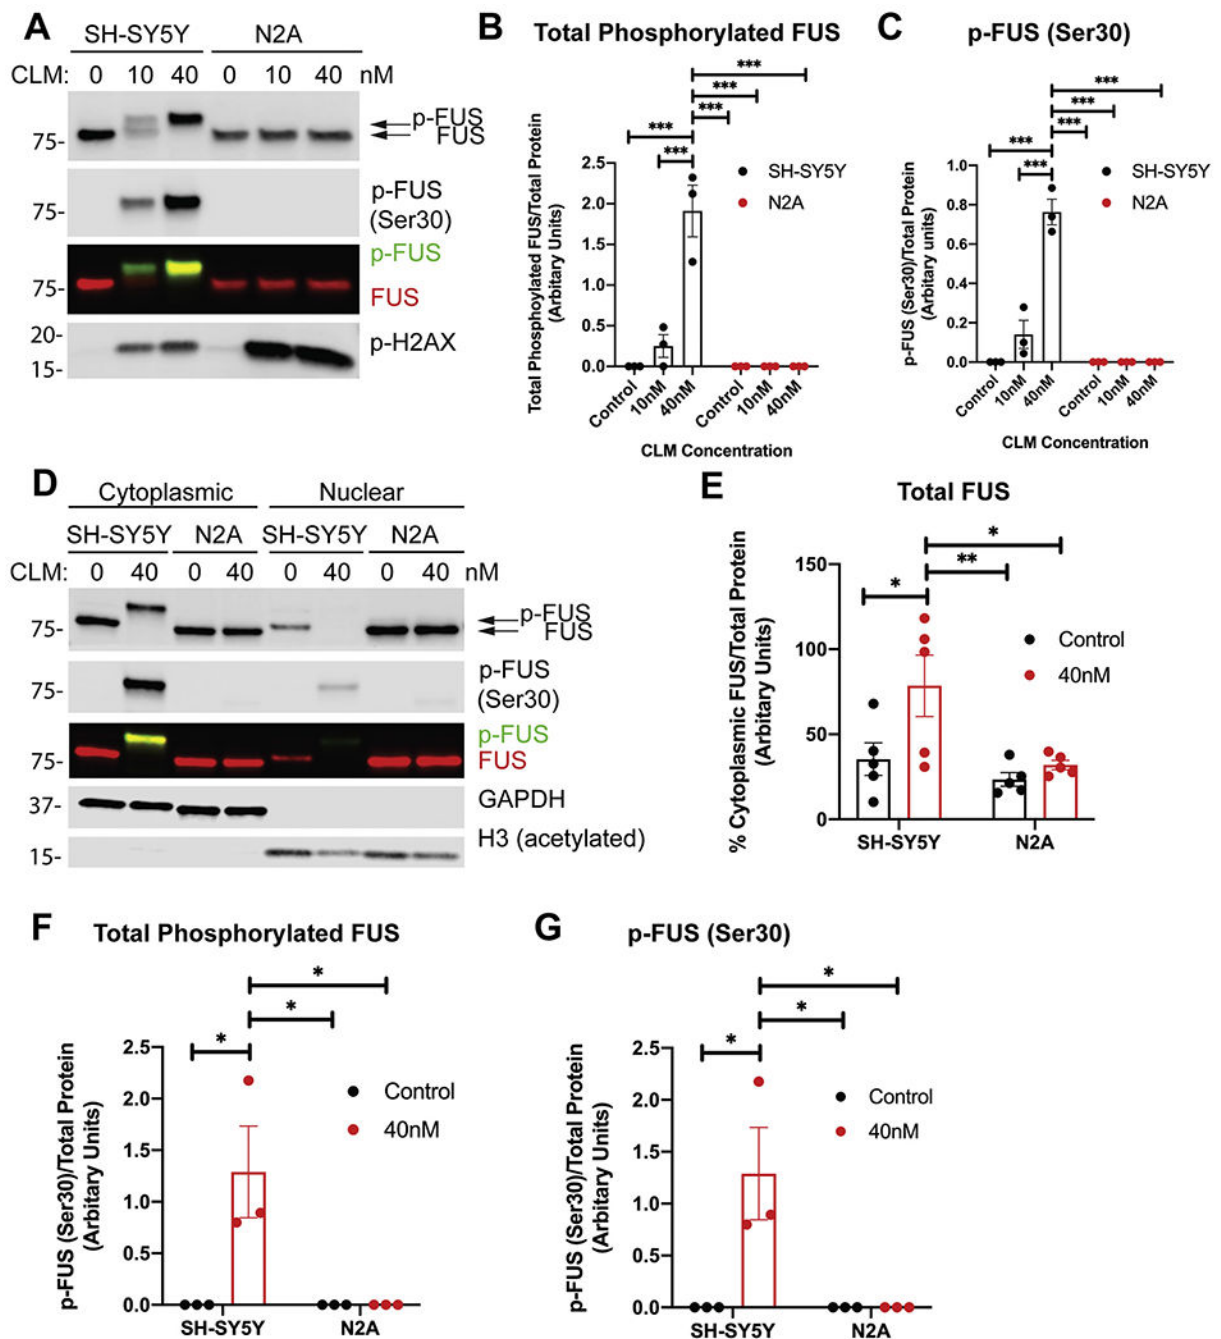 A
SH-SY5Y N2A
CLM: 0 10 40 0 10 40 nM
75- p-FUS
FUS
75- p-FUS
(Ser30)
p-FUS
75- FUS
20- p-H2AX
15-
B Total Phosphorylated FUS
*** 
***
***
***
***
Total Phosphoylated FUS/Total Protein
(Arbitary Units)
2.5
2.0
1.5
1.0
0.5
0.0
SH-SY5Y
N2A
Control 10nM 40nM Control 10nM 40nM
CLM Concentration
C p-FUS (Ser30)
***
***
***
***
***
p-FUS (Ser30)/Total Protein
(Arbitary units)
1.0
0.8
0.6
0.4
0.2
0.0
SH-SY5Y
N2A
Control 10nM 40nM Control 10nM 40nM
CLM Concentration
D
Cytoplasmic Nuclear
SH-SY5Y N2A SH-SY5Y N2A
CLM: 0 40 0 40 0 40 0 40 nM
p-FUS
75- FUS
p-FUS
75- (Ser30)
p-FUS
75- FUS
37- GAPDH
H3 (acetylated)
15-
E Total FUS
*
**
*
% Cytoplasmic FUS/Total Protein
(Arbitary Units)
150
100
50
0
Control
40nM
SH-SY5Y N2A
F Total Phosphorylated FUS
*
*
*
p-FUS (Ser30)/Total Protein
(Arbitary Units)
2.5
2.0
1.5
1.0
0.5
0.0
Control
40nM
SH-SY5Y N2A
G p-FUS (Ser30)
*
*
*
p-FUS (Ser30)/Total Protein
(Arbitary Units)
2.5
2.0
1.5
1.0
0.5
0.0
Control
40nM
SH-SY5Y N2A